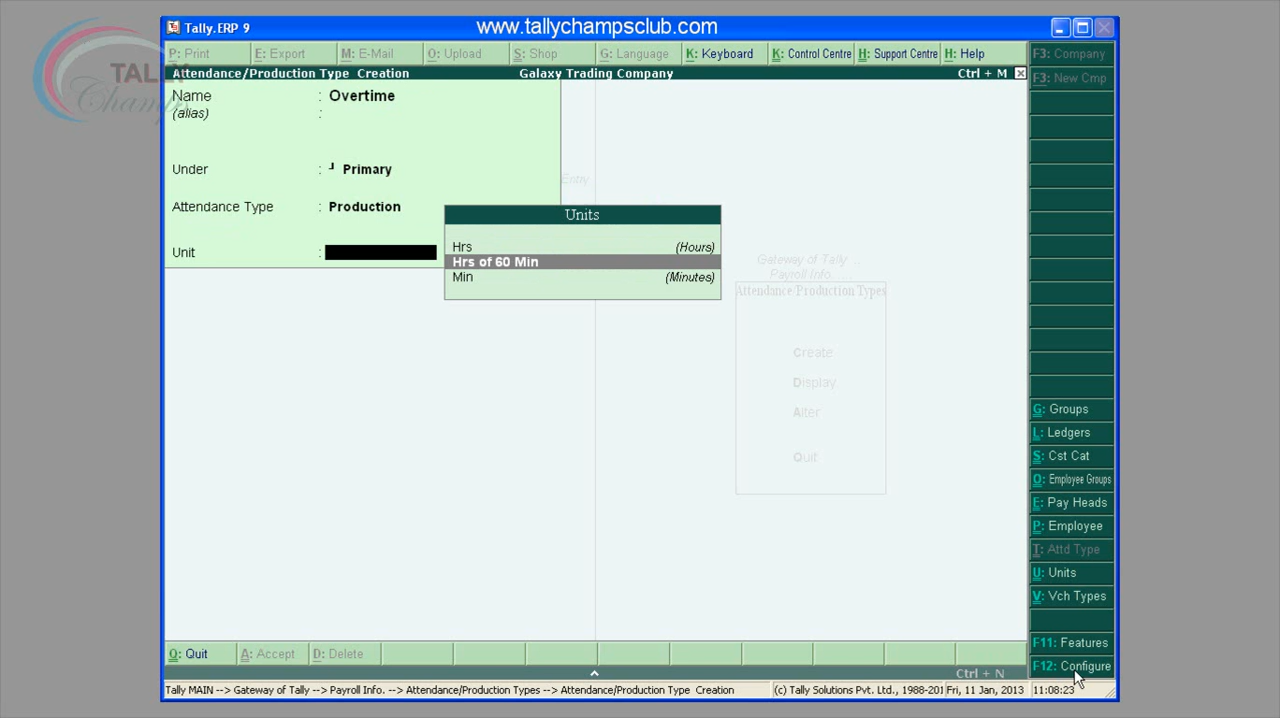 www.tallychampsclub.com
Tally.ERP 9
TALLY
Champs
P: Print E: Export M: E-Mail O: Upload S: Shop G: Language K: Keyboard K: Control Centre H: Support Centre H: Help F3: Company
Attendance/Production Type Creation Galaxy Trading Company Ctrl + M
F3: New Cmp
Name : Overtime
(alias) :
Under : ┘ Primary
Entry
Attendance Type : Production
Unit :
Units
Hrs (Hours)
Hrs of 60 Min
Min (Minutes)
Gateway of Tally ...
Payroll Info. ....
Attendance/Production Types
Create
Display
Alter
Quit
G: Groups
L: Ledgers
S: Cst Cat
O: Employee Groups
E: Pay Heads
P: Employee
T: Attd Type
U: Units
V: Vch Types
F11: Features
F12: Configure
Q: Quit A: Accept D: Delete
Ctrl + N
Tally MAIN --> Gateway of Tally --> Payroll Info. --> Attendance/Production Types --> Attendance/Production Type Creation (c) Tally Solutions Pvt. Ltd., 1988-201 Fri, 11 Jan, 2013 11:08:23